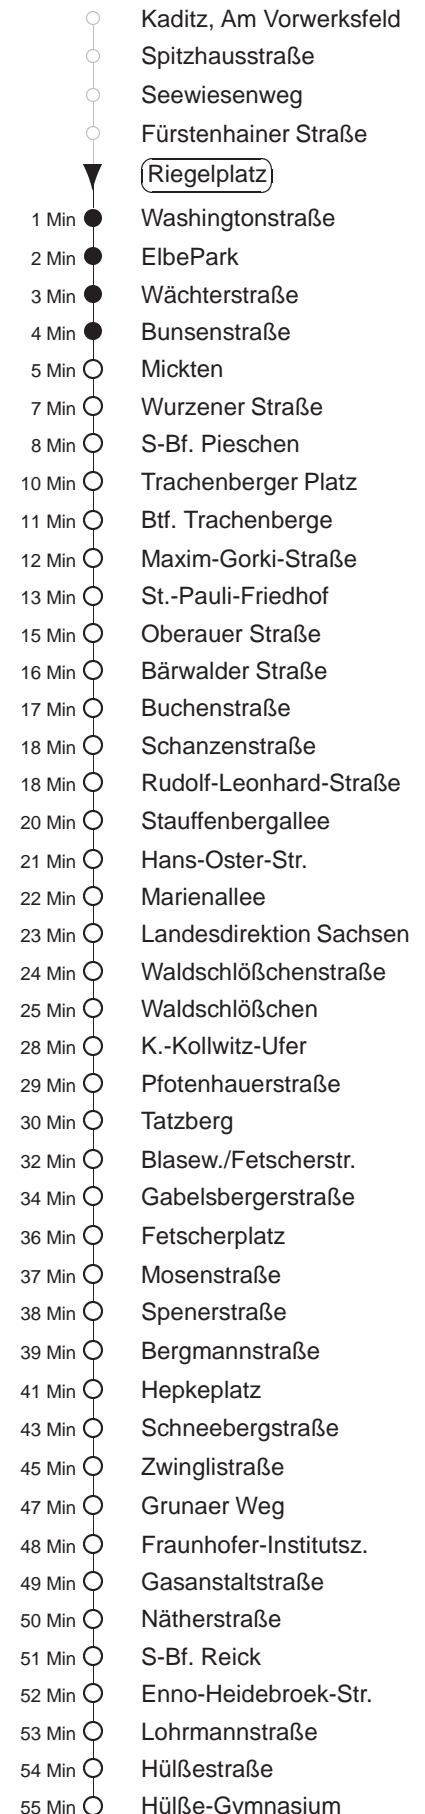 Kaditz, Am Vorwerksfeld
Spitzhausstraße
Seewiesenweg
Fürstenhainer Straße
Riegelplatz
1 Min Washingtonstraße
2 Min ElbePark
3 Min Wächterstraße
4 Min Bunsenstraße
5 Min Mickten
7 Min Wurzener Straße
8 Min S-Bf. Pieschen
10 Min Trachenberger Platz
11 Min Btf. Trachenberge
12 Min Maxim-Gorki-Straße
13 Min St.-Pauli-Friedhof
15 Min Oberauer Straße
16 Min Bärwalder Straße
17 Min Buchenstraße
18 Min Schanzenstraße
18 Min Rudolf-Leonhard-Straße
20 Min Stauffenbergallee
21 Min Hans-Oster-Str.
22 Min Marienallee
23 Min Landesdirektion Sachsen
24 Min Waldschlößchenstraße
25 Min Waldschlößchen
28 Min K.-Kollwitz-Ufer
29 Min Pfotenhauerstraße
30 Min Tatzberg
32 Min Blasew./Fetscherstr.
34 Min Gabelsbergerstraße
36 Min Fetscherplatz
37 Min Mosenstraße
38 Min Spenerstraße
39 Min Bergmannstraße
41 Min Hepkeplatz
43 Min Schneebergstraße
45 Min Zwinglistraße
47 Min Grunaer Weg
48 Min Fraunhofer-Institutsz.
49 Min Gasanstaltstraße
50 Min Nätherstraße
51 Min S-Bf. Reick
52 Min Enno-Heidebroek-Str.
53 Min Lohrmannstraße
54 Min Hülßestraße
55 Min Hülße-Gymnasium